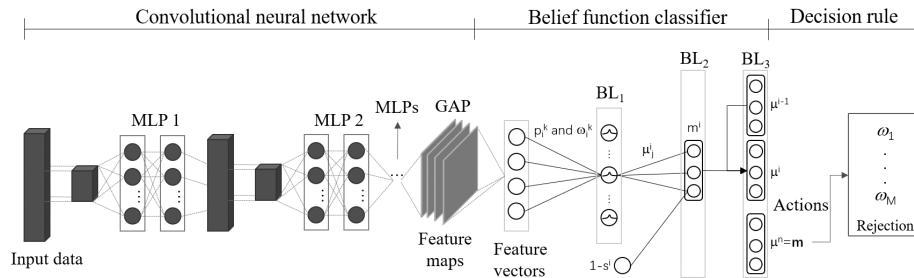 Convolutional neural network
Belief function classifier
Decision rule
MLP 1
MLP 2
MLPs
GAP
BL₁
BL₂
BL₃
pᵢᵏ and ωᵢᵏ
μⁱⱼ
mⁱ
μⁱ⁻¹
μⁱ
μⁿ=m
1-sⁱ
Actions
ω₁
ω_M
Rejection
Input data
Feature maps
Feature vectors